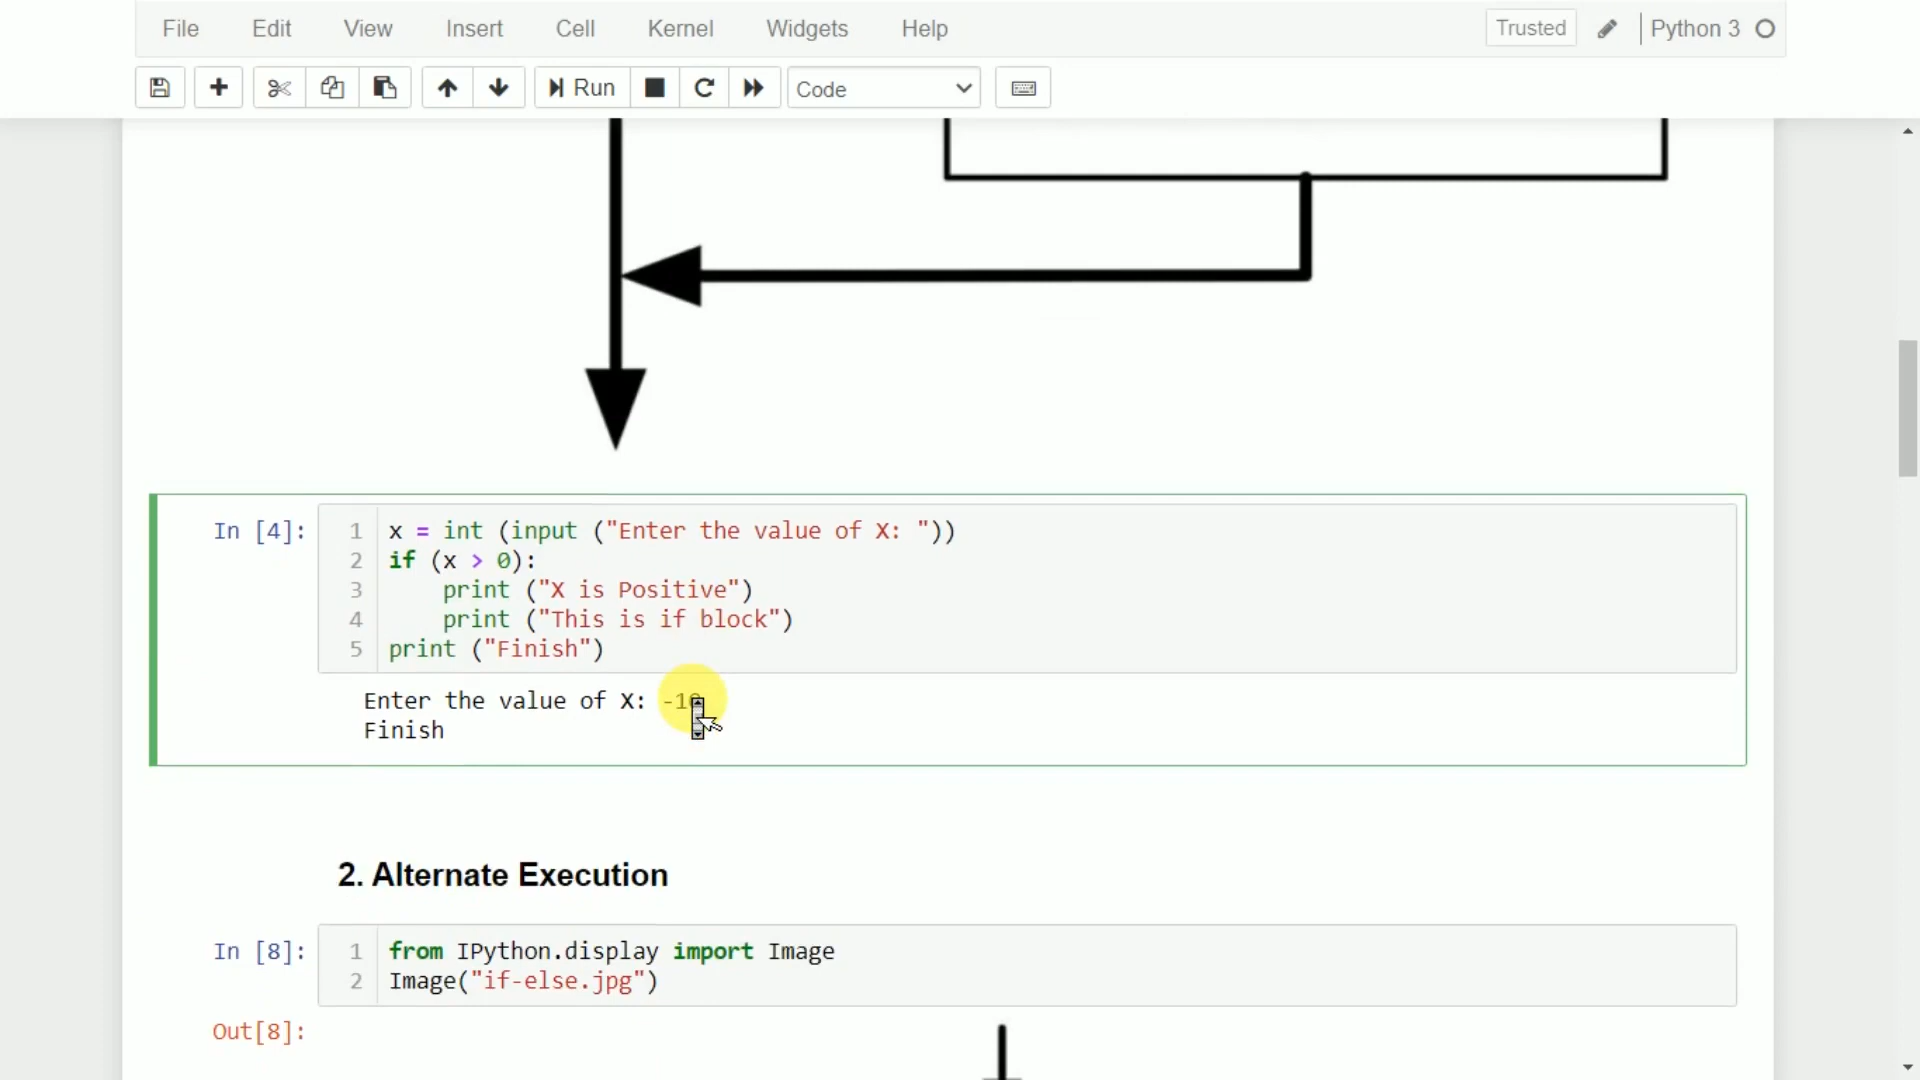 File Edit View Insert Cell Kernel Widgets Help Trusted Python 3
Run Code
In [4]:
1 x = int (input ("Enter the value of X: "))
2 if (x > 0):
3 print ("X is Positive")
4 print ("This is if block")
5 print ("Finish")
Enter the value of X: -10
Finish
2. Alternate Execution
In [8]:
1 from IPython.display import Image
2 Image("if-else.jpg")
Out[8]: